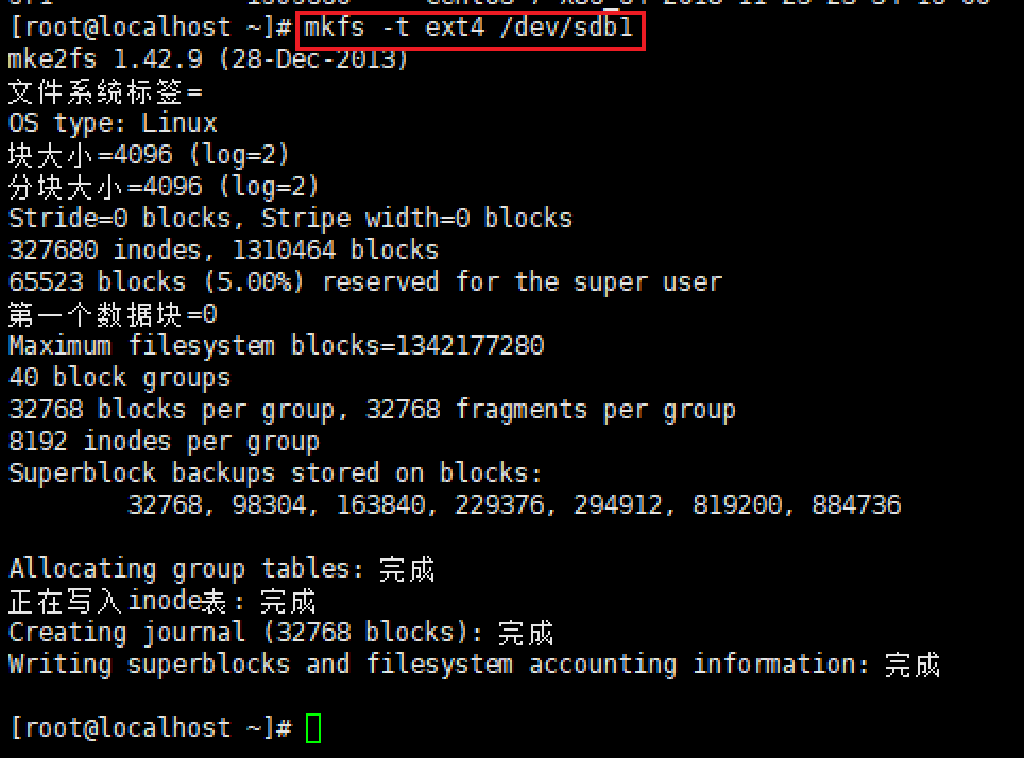 [root@localhost ~]# mkfs -t ext4 /dev/sdb1
mke2fs 1.42.9 (28-Dec-2013)
文件系统标签=
OS type: Linux
块大小=4096 (log=2)
分块大小=4096 (log=2)
Stride=0 blocks, Stripe width=0 blocks
327680 inodes, 1310464 blocks
65523 blocks (5.00%) reserved for the super user
第一个数据块=0
Maximum filesystem blocks=1342177280
40 block groups
32768 blocks per group, 32768 fragments per group
8192 inodes per group
Superblock backups stored on blocks:
32768, 98304, 163840, 229376, 294912, 819200, 884736
Allocating group tables: 完成
正在写入inode表: 完成
Creating journal (32768 blocks): 完成
Writing superblocks and filesystem accounting information: 完成
[root@localhost ~]#